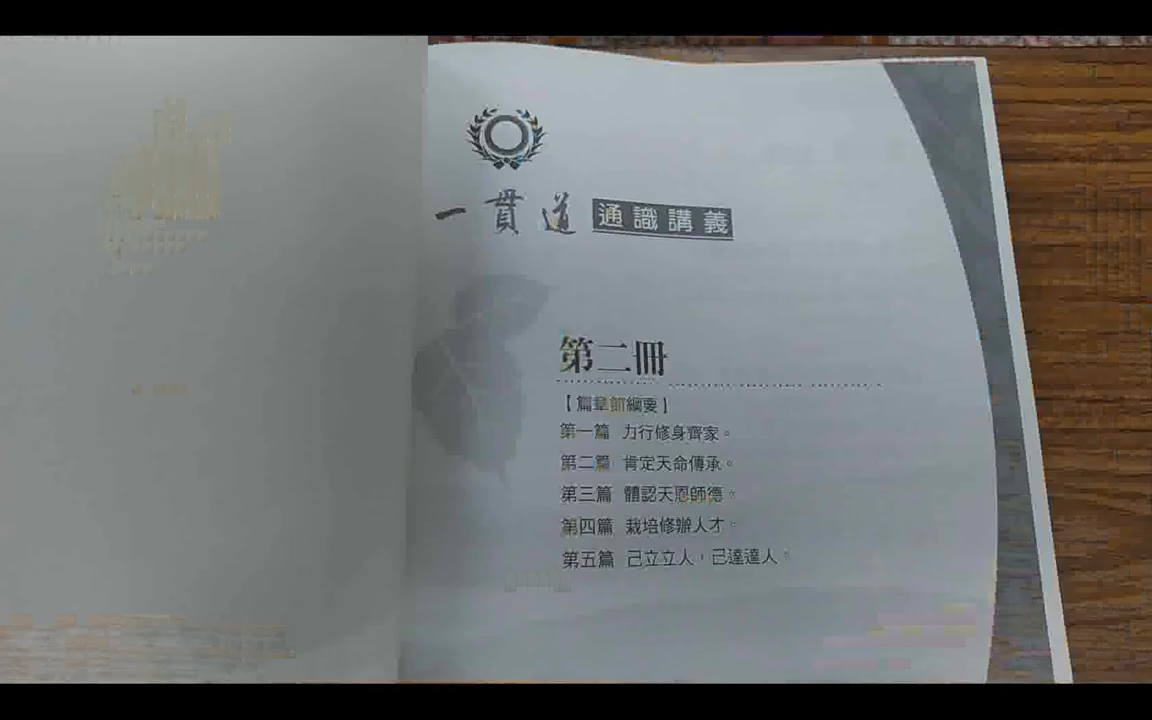 一貫道 通識講義
第二冊
【篇章節綱要】
第一篇 力行修身齊家。
第二篇 肯定天命傳承。
第三篇 體認天恩師德。
第四篇 栽培修辦人才。
第五篇 己立立人，己達達人。